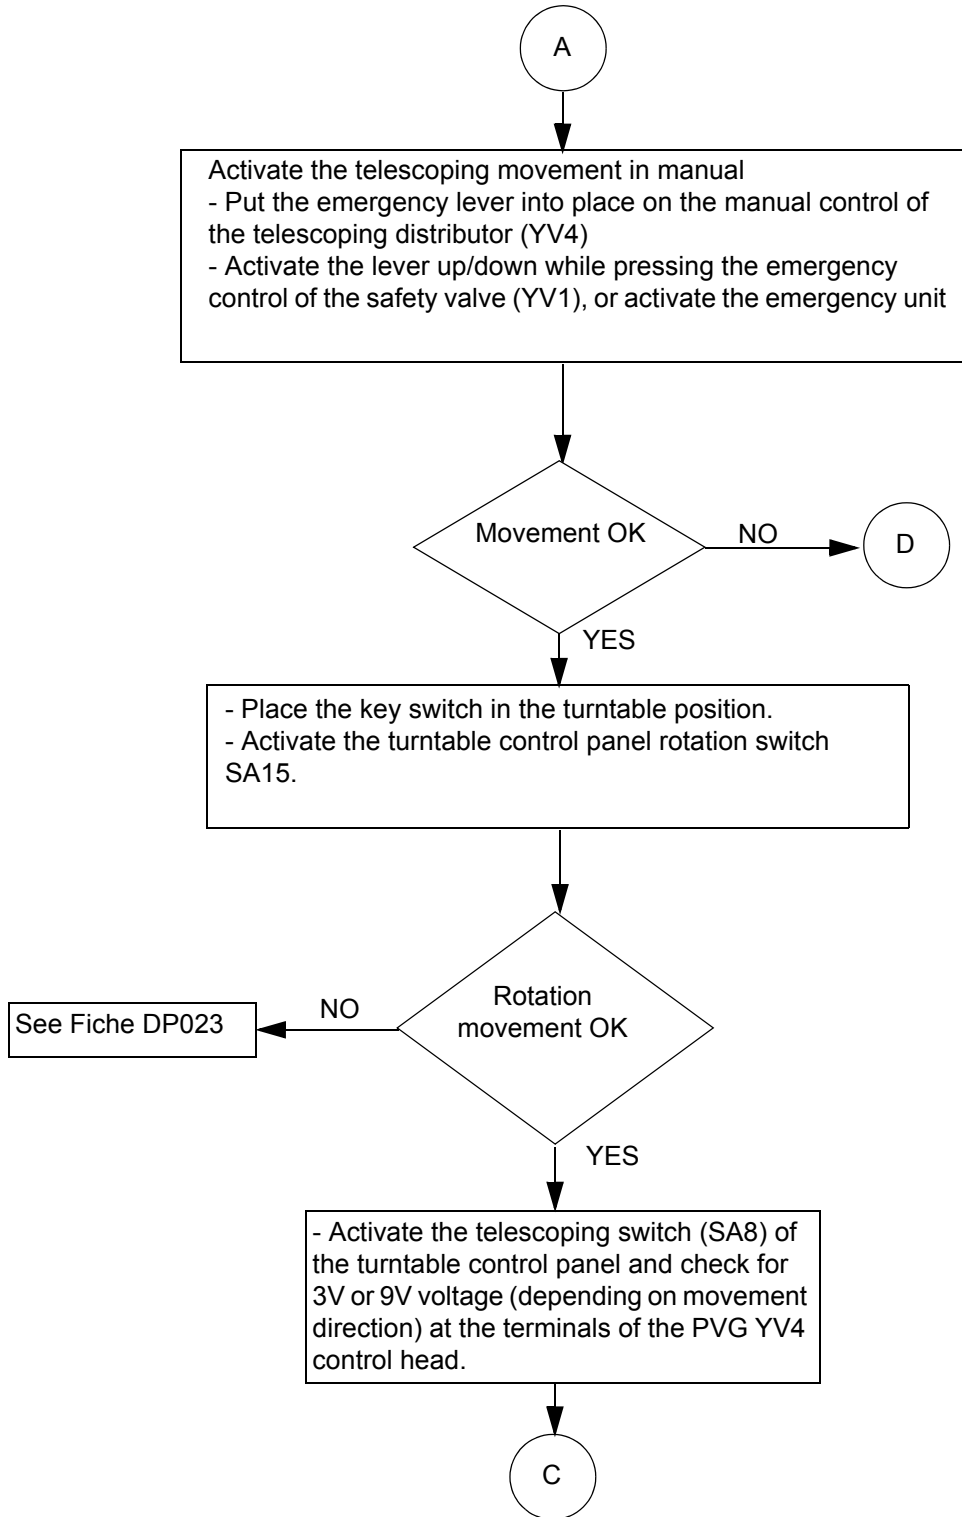 A
Activate the telescoping movement in manual
- Put the emergency lever into place on the manual control of
the telescoping distributor (YV4)
- Activate the lever up/down while pressing the emergency
control of the safety valve (YV1), or activate the emergency unit
Movement OK
NO
D
YES
- Place the key switch in the turntable position.
- Activate the turntable control panel rotation switch
SA15.
Rotation
movement OK
NO
See Fiche DP023
YES
- Activate the telescoping switch (SA8) of
the turntable control panel and check for
3V or 9V voltage (depending on movement
direction) at the terminals of the PVG YV4
control head.
C